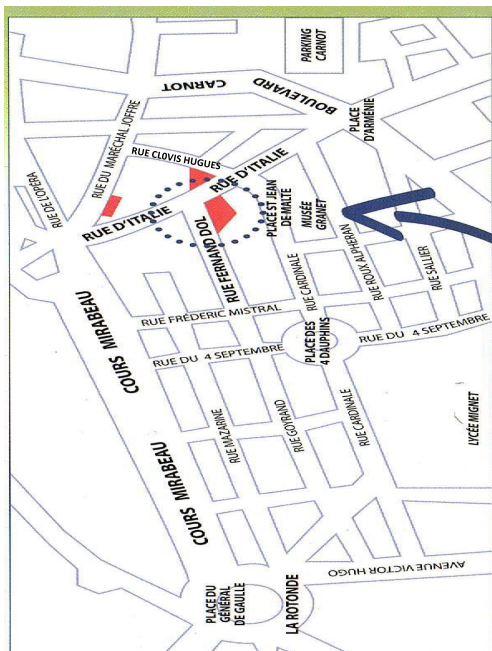 PARKING
CARNOT
BOULEVARD
CARNOT
PLACE
D'ARMÉNIE
RUE DU MARÉCHAL JOFFRE
RUE DE L'OPÉRA
RUE CLOVIS HUGUES
RUE D'ITALIE
RUE D'ITALIE
PLACE ST JEAN
DE MALTE
MUSÉE
GRANET
RUE FERNAND DOL
RUE CARDINALE
RUE ROUX ALPHERAN
RUE SALLIER
COURS MIRABEAU
RUE FRÉDÉRIC MISTRAL
RUE DU 4 SEPTEMBRE
PLACE DES
4 DAUPHINS
RUE DU 4 SEPTEMBRE
RUE MAZARINE
RUE GOYRAND
RUE CARDINALE
LYCÉE MIGNET
COURS MIRABEAU
AVENUE VICTOR HUGO
PLACE DU
GÉNÉRAL
DE GAULLE
LA ROTONDE